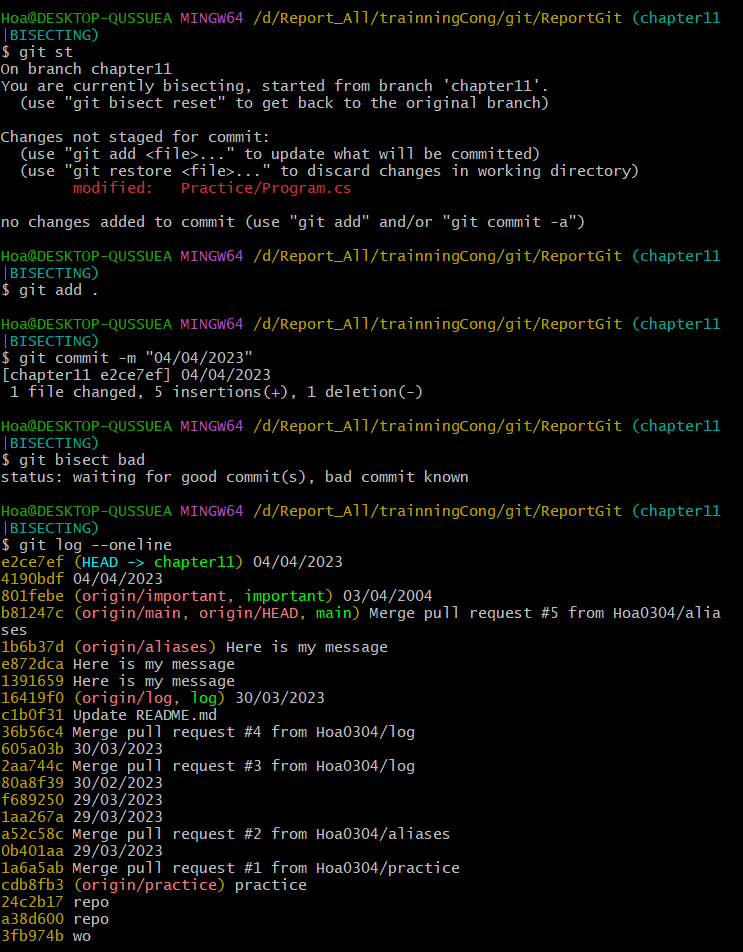 Hoa@DESKTOP-QUSSUEA MINGW64 /d/Report_All/trainningCong/git/ReportGit (chapter11
|BISECTING)
$ git st
On branch chapter11
You are currently bisecting, started from branch 'chapter11'.
  (use "git bisect reset" to get back to the original branch)

Changes not staged for commit:
  (use "git add <file>..." to update what will be committed)
  (use "git restore <file>..." to discard changes in working directory)
        modified:   Practice/Program.cs

no changes added to commit (use "git add" and/or "git commit -a")

Hoa@DESKTOP-QUSSUEA MINGW64 /d/Report_All/trainningCong/git/ReportGit (chapter11
|BISECTING)
$ git add .

Hoa@DESKTOP-QUSSUEA MINGW64 /d/Report_All/trainningCong/git/ReportGit (chapter11
|BISECTING)
$ git commit -m "04/04/2023"
[chapter11 e2ce7ef] 04/04/2023
 1 file changed, 5 insertions(+), 1 deletion(-)

Hoa@DESKTOP-QUSSUEA MINGW64 /d/Report_All/trainningCong/git/ReportGit (chapter11
|BISECTING)
$ git bisect bad
status: waiting for good commit(s), bad commit known

Hoa@DESKTOP-QUSSUEA MINGW64 /d/Report_All/trainningCong/git/ReportGit (chapter11
|BISECTING)
$ git log --oneline
e2ce7ef (HEAD -> chapter11) 04/04/2023
4190bdf 04/04/2023
801febe (origin/important, important) 03/04/2004
b81247c (origin/main, origin/HEAD, main) Merge pull request #5 from Hoa0304/alia
ses
1b6b37d (origin/aliases) Here is my message
e872dca Here is my message
1391659 Here is my message
16419f0 (origin/log, log) 30/03/2023
c1b0f31 Update README.md
36b56c4 Merge pull request #4 from Hoa0304/log
605a03b 30/03/2023
2aa744c Merge pull request #3 from Hoa0304/log
80a8f39 30/02/2023
f689250 29/03/2023
1aa267a 29/03/2023
a52c58c Merge pull request #2 from Hoa0304/aliases
0b401aa 29/03/2023
1a6a5ab Merge pull request #1 from Hoa0304/practice
cdb8fb3 (origin/practice) practice
24c2b17 repo
a38d600 repo
3fb974b wo